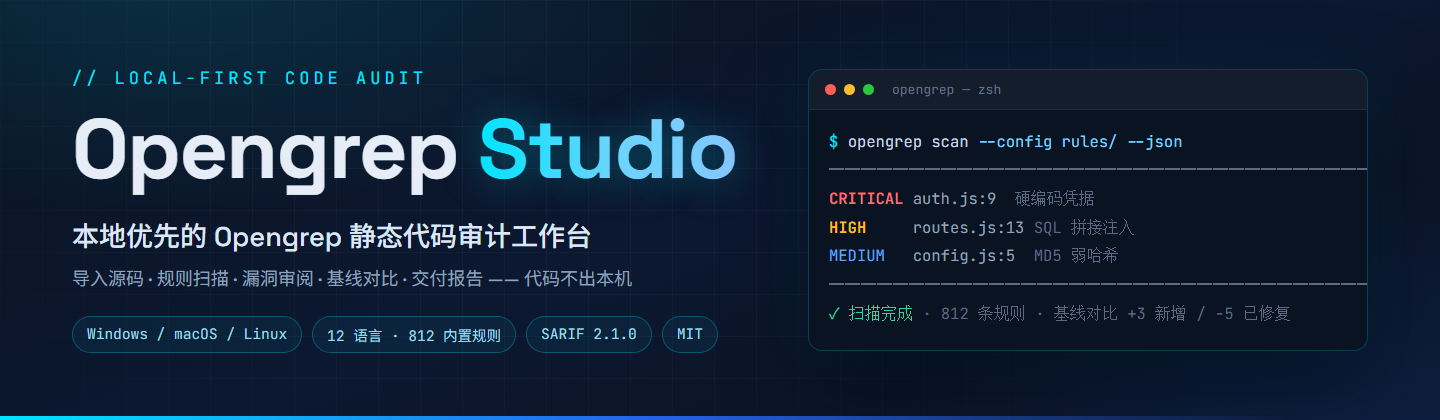 // LOCAL-FIRST CODE AUDIT
Opengrep Studio
本地优先的 Opengrep 静态代码审计工作台
导入源码 · 规则扫描 · 漏洞审阅 · 基线对比 · 交付报告 —— 代码不出本机
Windows / macOS / Linux
12 语言 · 812 内置规则
SARIF 2.1.0
MIT
opengrep — zsh
$ opengrep scan --config rules/ --json
CRITICAL auth.js:9 硬编码凭据
HIGH routes.js:13 SQL 拼接注入
MEDIUM config.js:5 MD5 弱哈希
✓ 扫描完成 · 812 条规则 · 基线对比 +3 新增 / -5 已修复